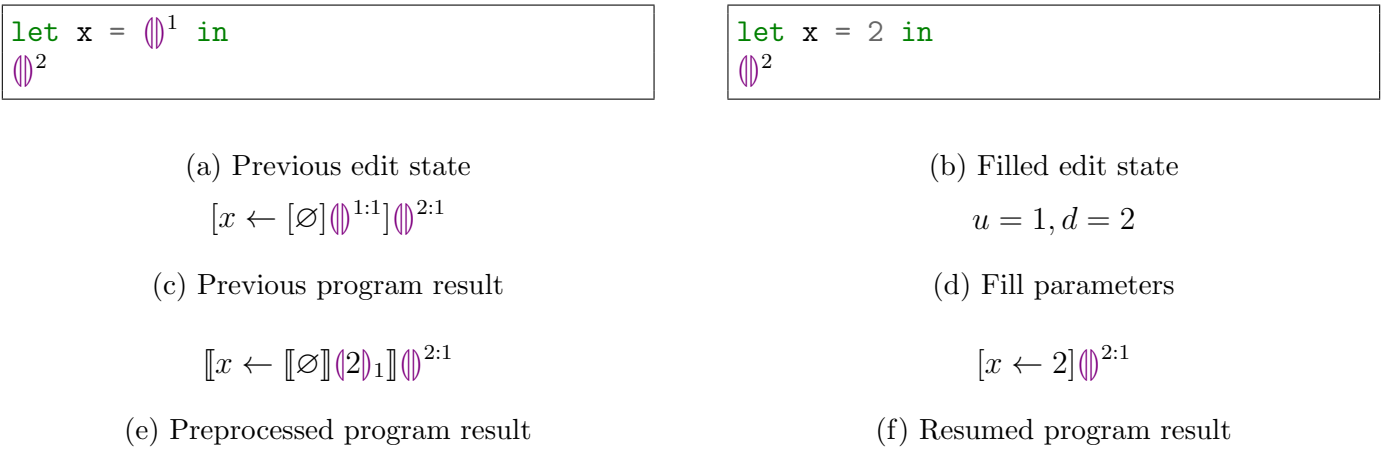 let x = ⦇⦈¹ in
⦇⦈²
let x = 2 in
⦇⦈²
(a) Previous edit state
(b) Filled edit state
[x ← [∅]⦇⦈^{1:1}]⦇⦈^{2:1}
u = 1, d = 2
(c) Previous program result
(d) Fill parameters
⟦x ← ⟦∅⟧⦇2⦈₁⟧⦇⦈^{2:1}
[x ← 2]⦇⦈^{2:1}
(e) Preprocessed program result
(f) Resumed program result